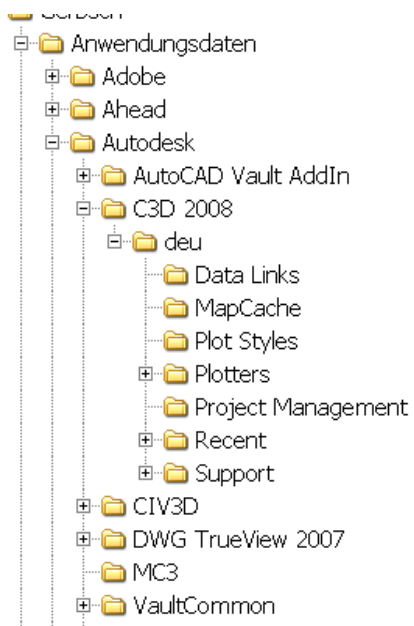 Anwendungsdaten
Adobe
Ahead
Autodesk
AutoCAD Vault AddIn
C3D 2008
deu
Data Links
MapCache
Plot Styles
Plotters
Project Management
Recent
Support
CIV3D
DWG TrueView 2007
MC3
VaultCommon